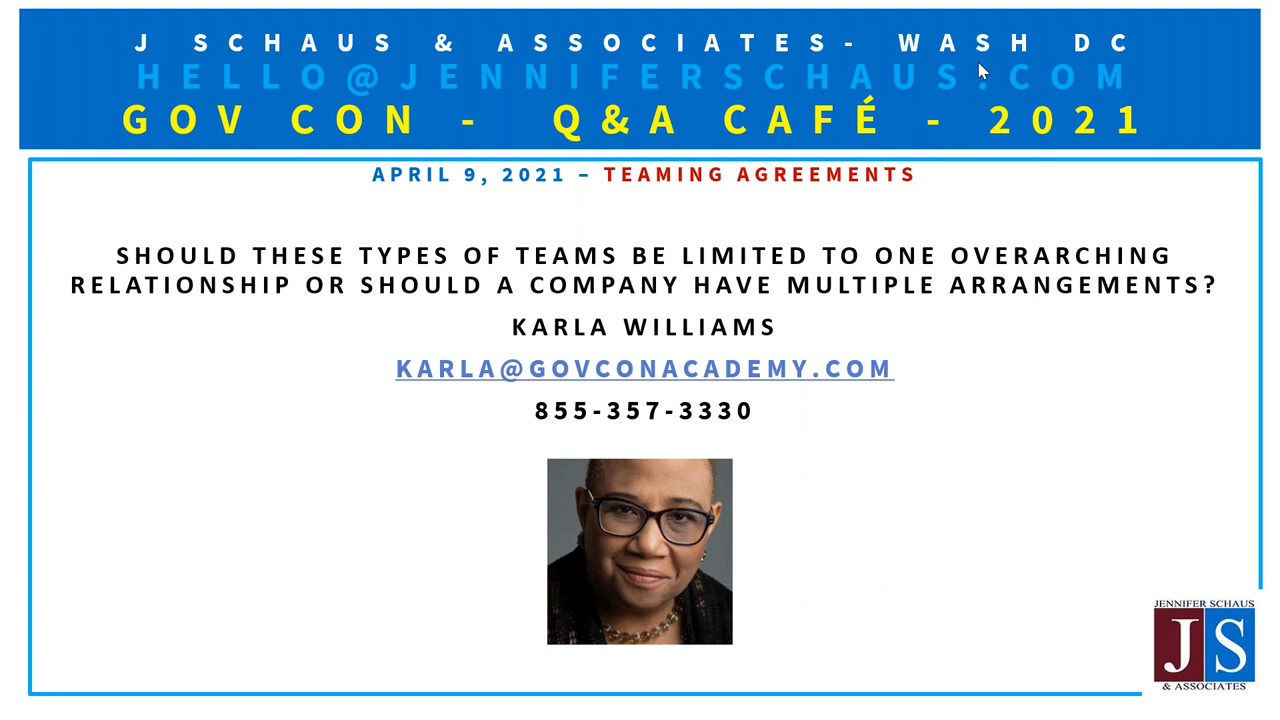 J SCHAUS & ASSOCIATES- WASH DC
HELLO@JENNIFERSCHAUS.COM
GOV CON - Q&A CAFÉ - 2021
APRIL 9, 2021 – TEAMING AGREEMENTS
SHOULD THESE TYPES OF TEAMS BE LIMITED TO ONE OVERARCHING
RELATIONSHIP OR SHOULD A COMPANY HAVE MULTIPLE ARRANGEMENTS?
KARLA WILLIAMS
KARLA@GOVCONACADEMY.COM
855-357-3330
JENNIFER SCHAUS
JS
& ASSOCIATES